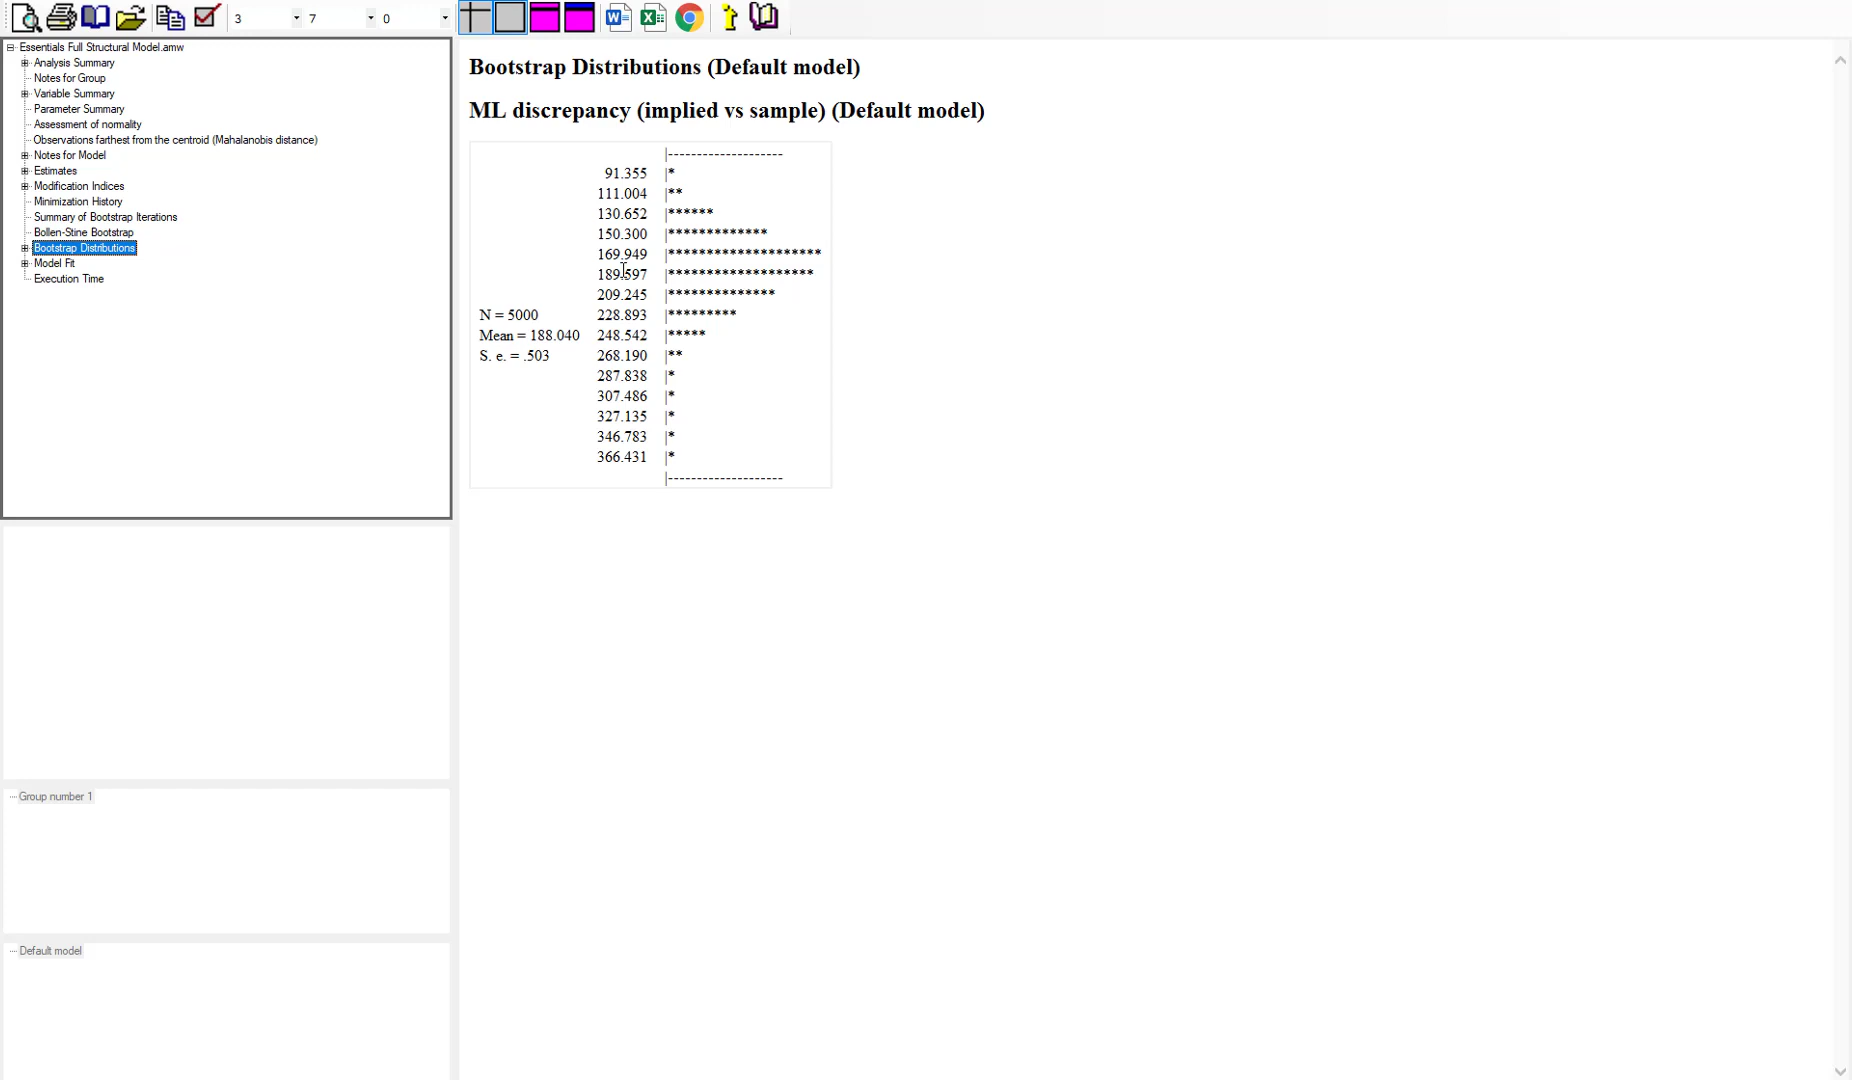 3 7 0
Essentials Full Structural Model.amw
Analysis Summary
Notes for Group
Variable Summary
Parameter Summary
Assessment of normality
Observations farthest from the centroid (Mahalanobis distance)
Notes for Model
Estimates
Modification Indices
Minimization History
Summary of Bootstrap Iterations
Bollen-Stine Bootstrap
Bootstrap Distributions
Model Fit
Execution Time
Group number 1
Default model
Bootstrap Distributions (Default model)
ML discrepancy (implied vs sample) (Default model)
|--------------------
91.355 |*
111.004 |**
130.652 |******
150.300 |*************
169.949 |********************
189.597 |*******************
209.245 |**************
N = 5000 228.893 |*********
Mean = 188.040 248.542 |*****
S. e. = .503 268.190 |**
287.838 |*
307.486 |*
327.135 |*
346.783 |*
366.431 |*
|--------------------